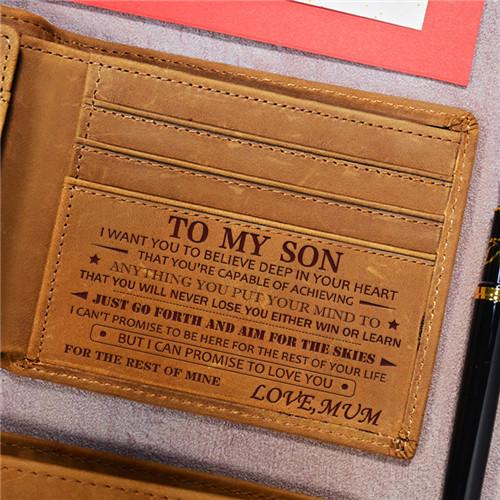 TO MY SON
I WANT YOU TO BELIEVE DEEP IN YOUR HEART
THAT YOU'RE CAPABLE OF ACHIEVING
ANYTHING YOU PUT YOUR MIND TO
THAT YOU WILL NEVER LOSE YOU EITHER WIN OR LEARN
JUST GO FORTH AND AIM FOR THE SKIES
I CAN'T PROMISE TO BE HERE FOR THE REST OF YOUR LIFE
BUT I CAN PROMISE TO LOVE YOU
FOR THE REST OF MINE
LOVE,MUM